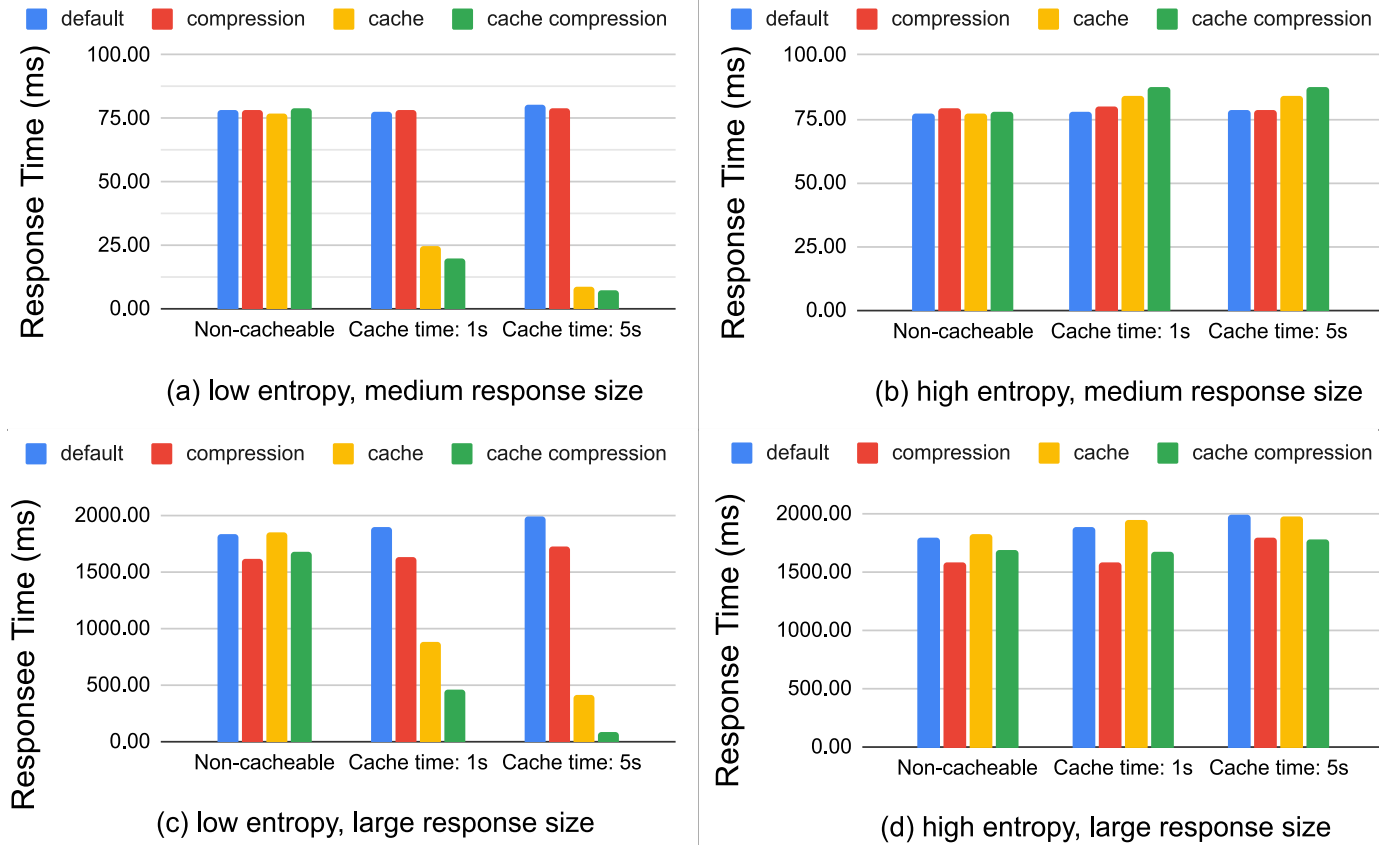 default compression cache cache compression
Response Time (ms)
100.00
75.00
50.00
25.00
0.00
Non-cacheable Cache time: 1s Cache time: 5s
(a) low entropy, medium response size
default compression cache cache compression
Response Time (ms)
100.00
75.00
50.00
25.00
0.00
Non-cacheable Cache time: 1s Cache time: 5s
(b) high entropy, medium response size
default compression cache cache compression
Responsee Time (ms)
2000.00
1500.00
1000.00
500.00
0.00
Non-cacheable Cache time: 1s Cache time: 5s
(c) low entropy, large response size
default compression cache cache compression
Response Time (ms)
2000.00
1500.00
1000.00
500.00
0.00
Non-cacheable Cache time: 1s Cache time: 5s
(d) high entropy, large response size